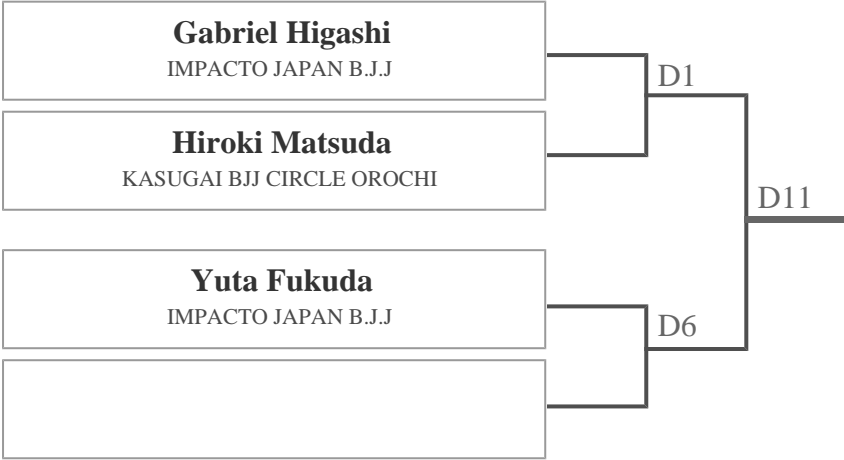 Gabriel Higashi
IMPACTO JAPAN B.J.J
D1
Hiroki Matsuda
KASUGAI BJJ CIRCLE OROCHI
D11
Yuta Fukuda
IMPACTO JAPAN B.J.J
D6